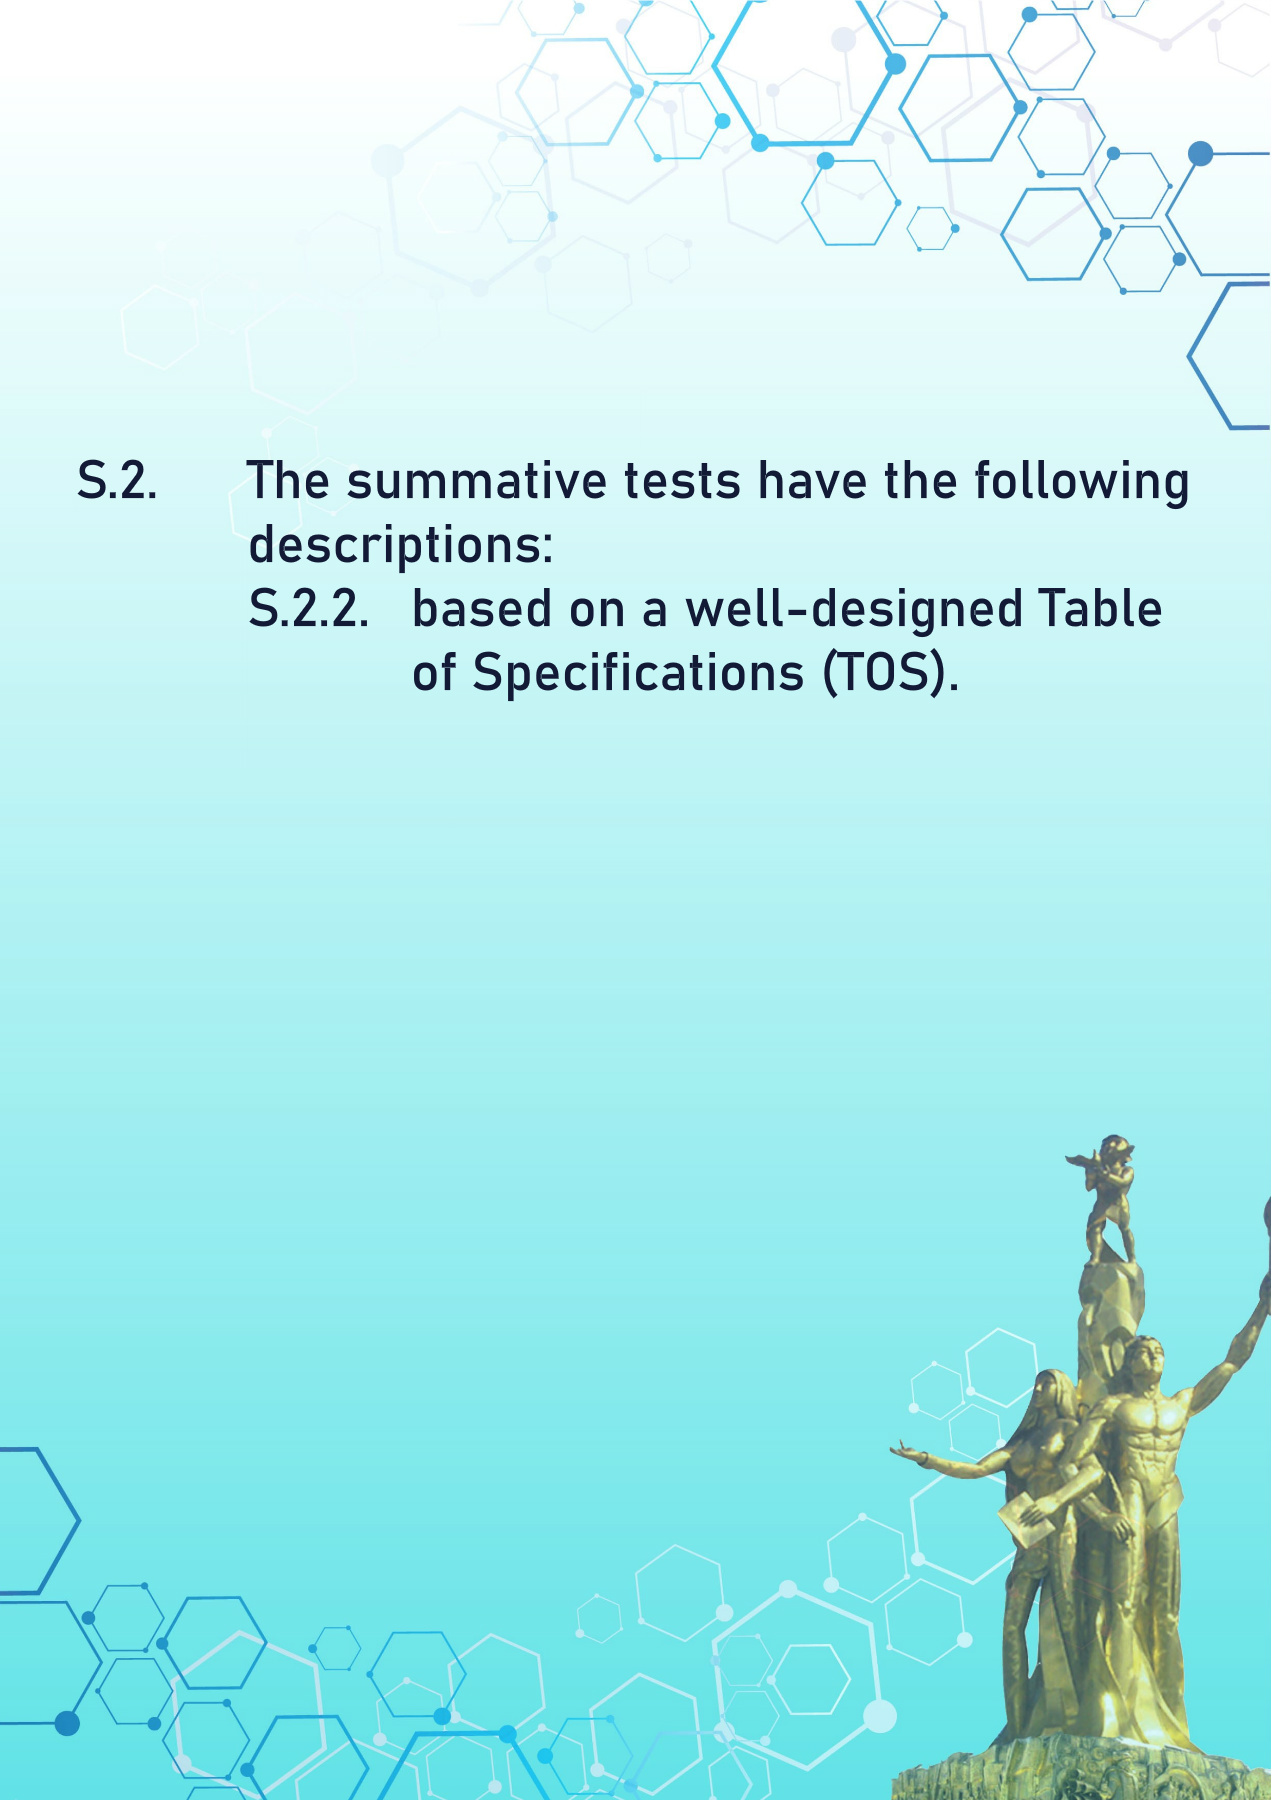 S.2. The summative tests have the following
descriptions:
S.2.2. based on a well-designed Table
of Specifications (TOS).